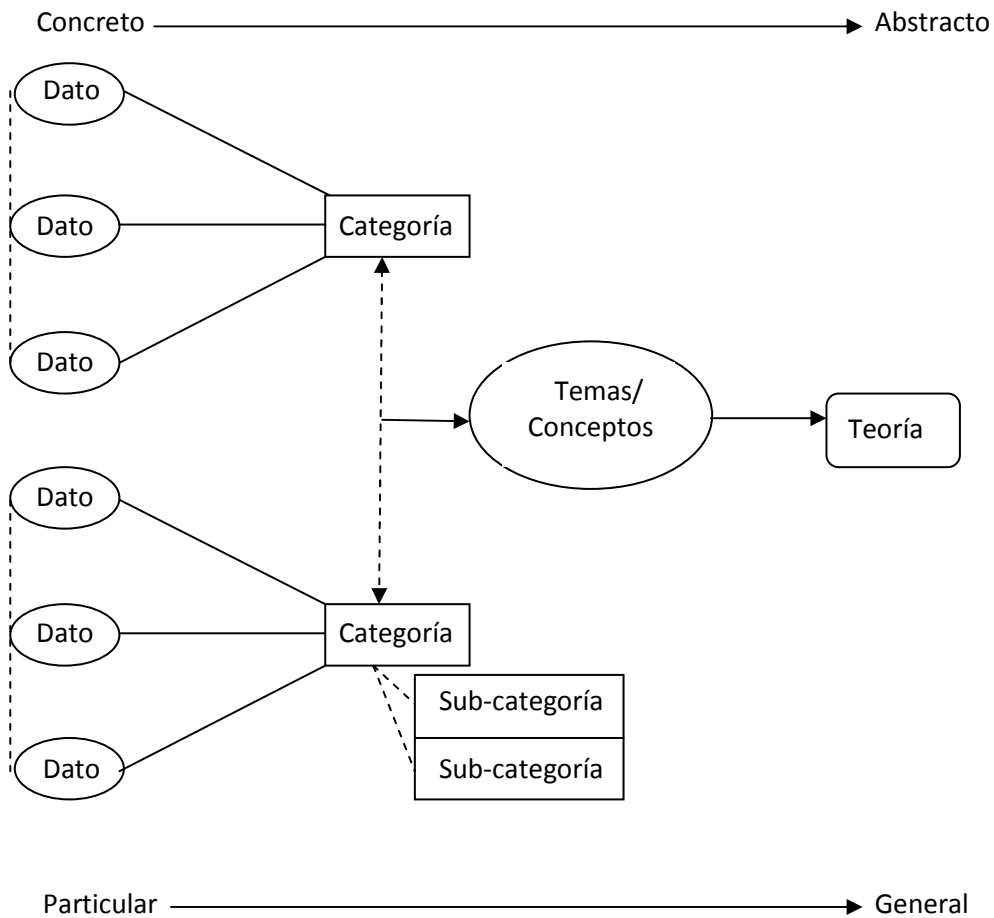 Concreto
Abstracto
Dato
Dato
Categoría
Dato
Temas/
Conceptos
Teoría
Dato
Dato
Categoría
Sub-categoría
Dato
Sub-categoría
Particular
General